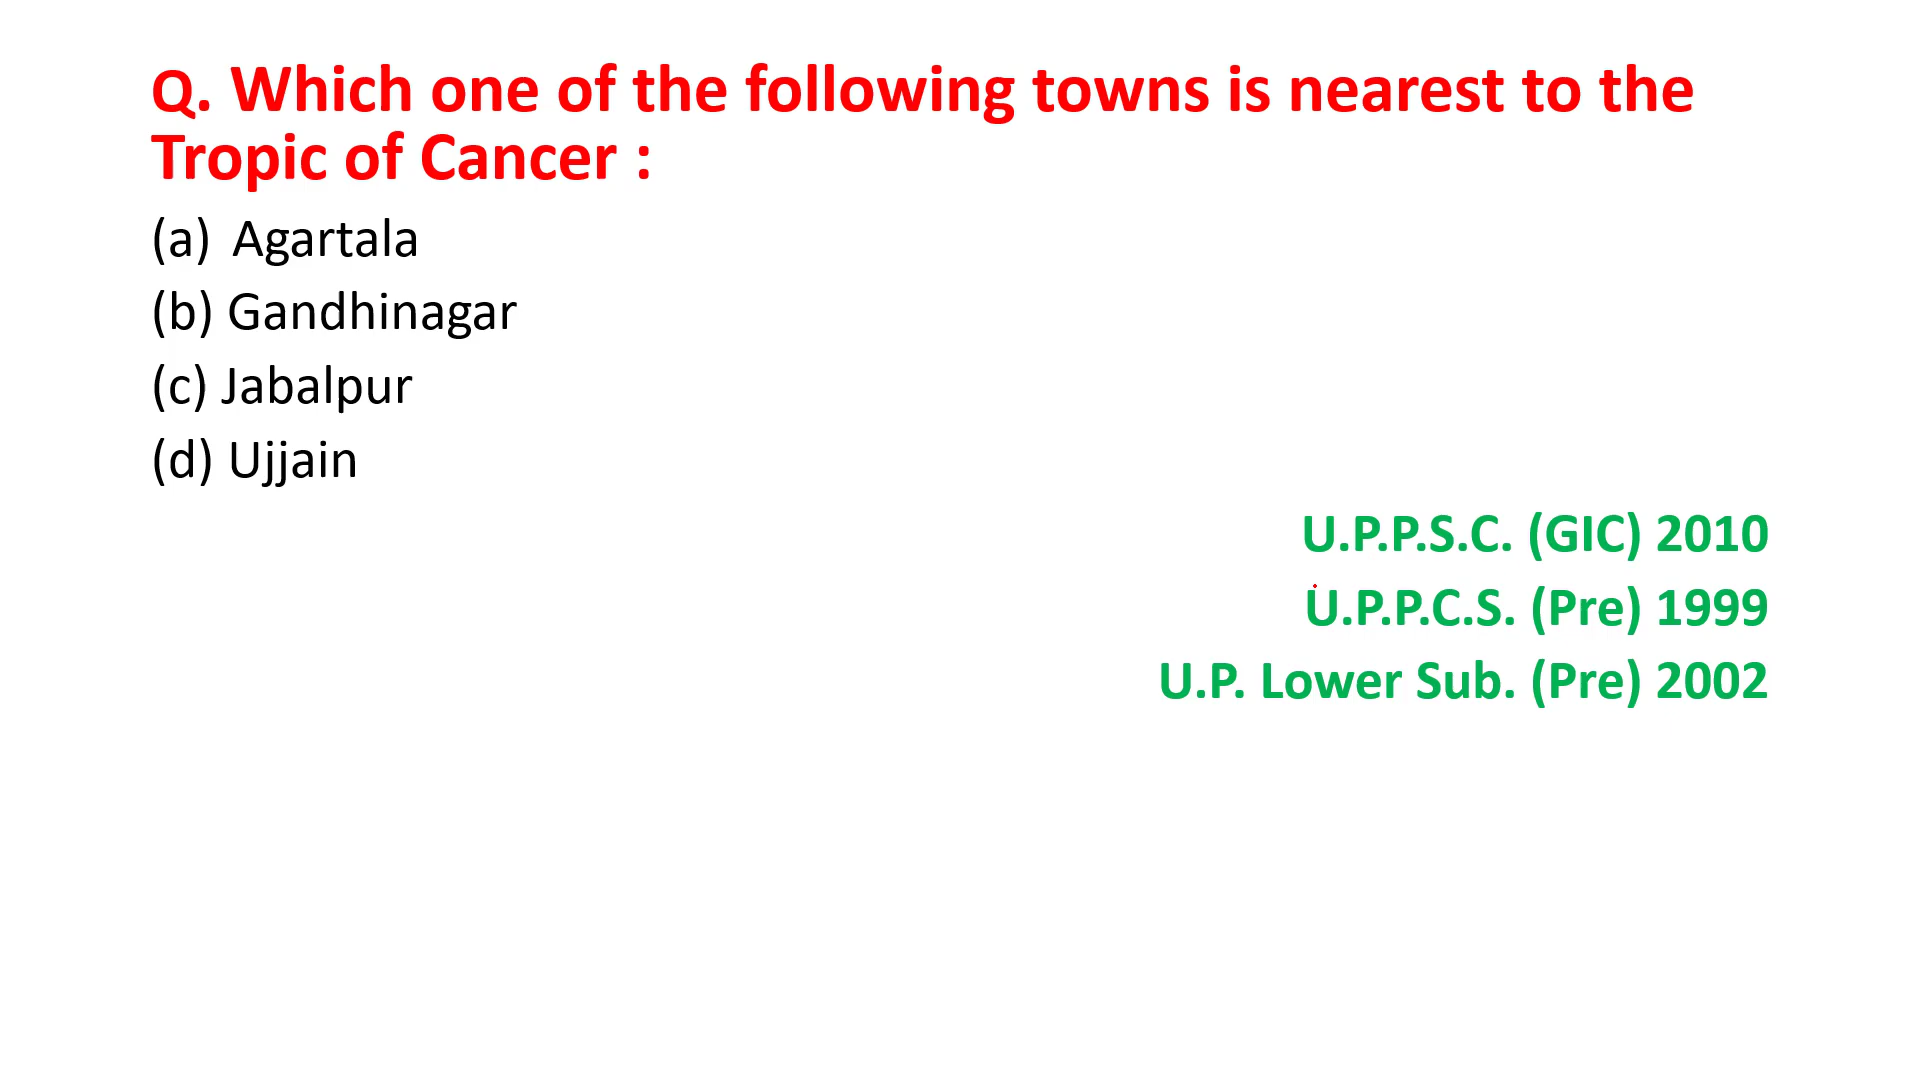 Q. Which one of the following towns is nearest to the
Tropic of Cancer :
(a) Agartala
(b) Gandhinagar
(c) Jabalpur
(d) Ujjain
U.P.P.S.C. (GIC) 2010
U.P.P.C.S. (Pre) 1999
U.P. Lower Sub. (Pre) 2002